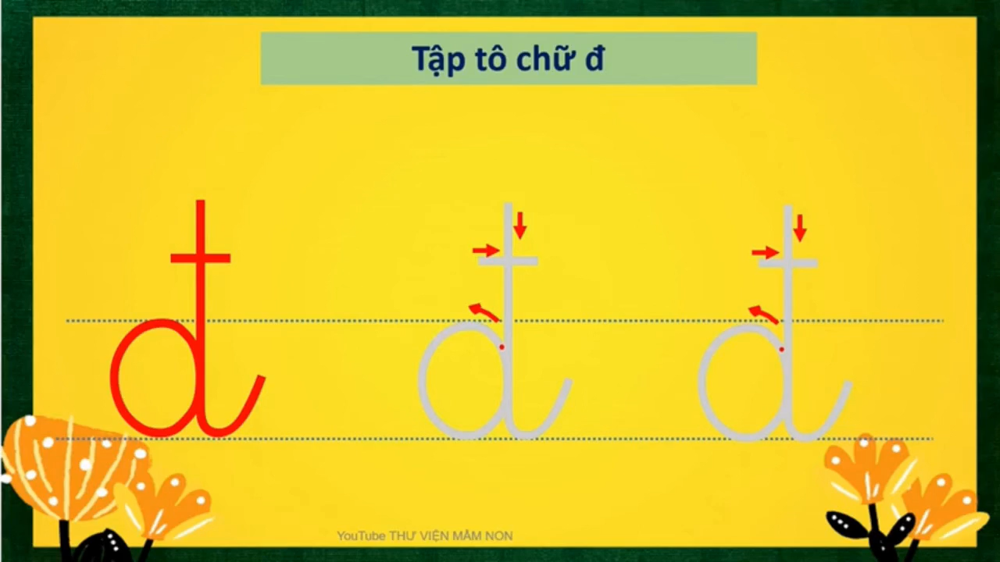 Tập tô chữ đ
đ đ đ
YouTube THƯ VIỆN MẦM NON